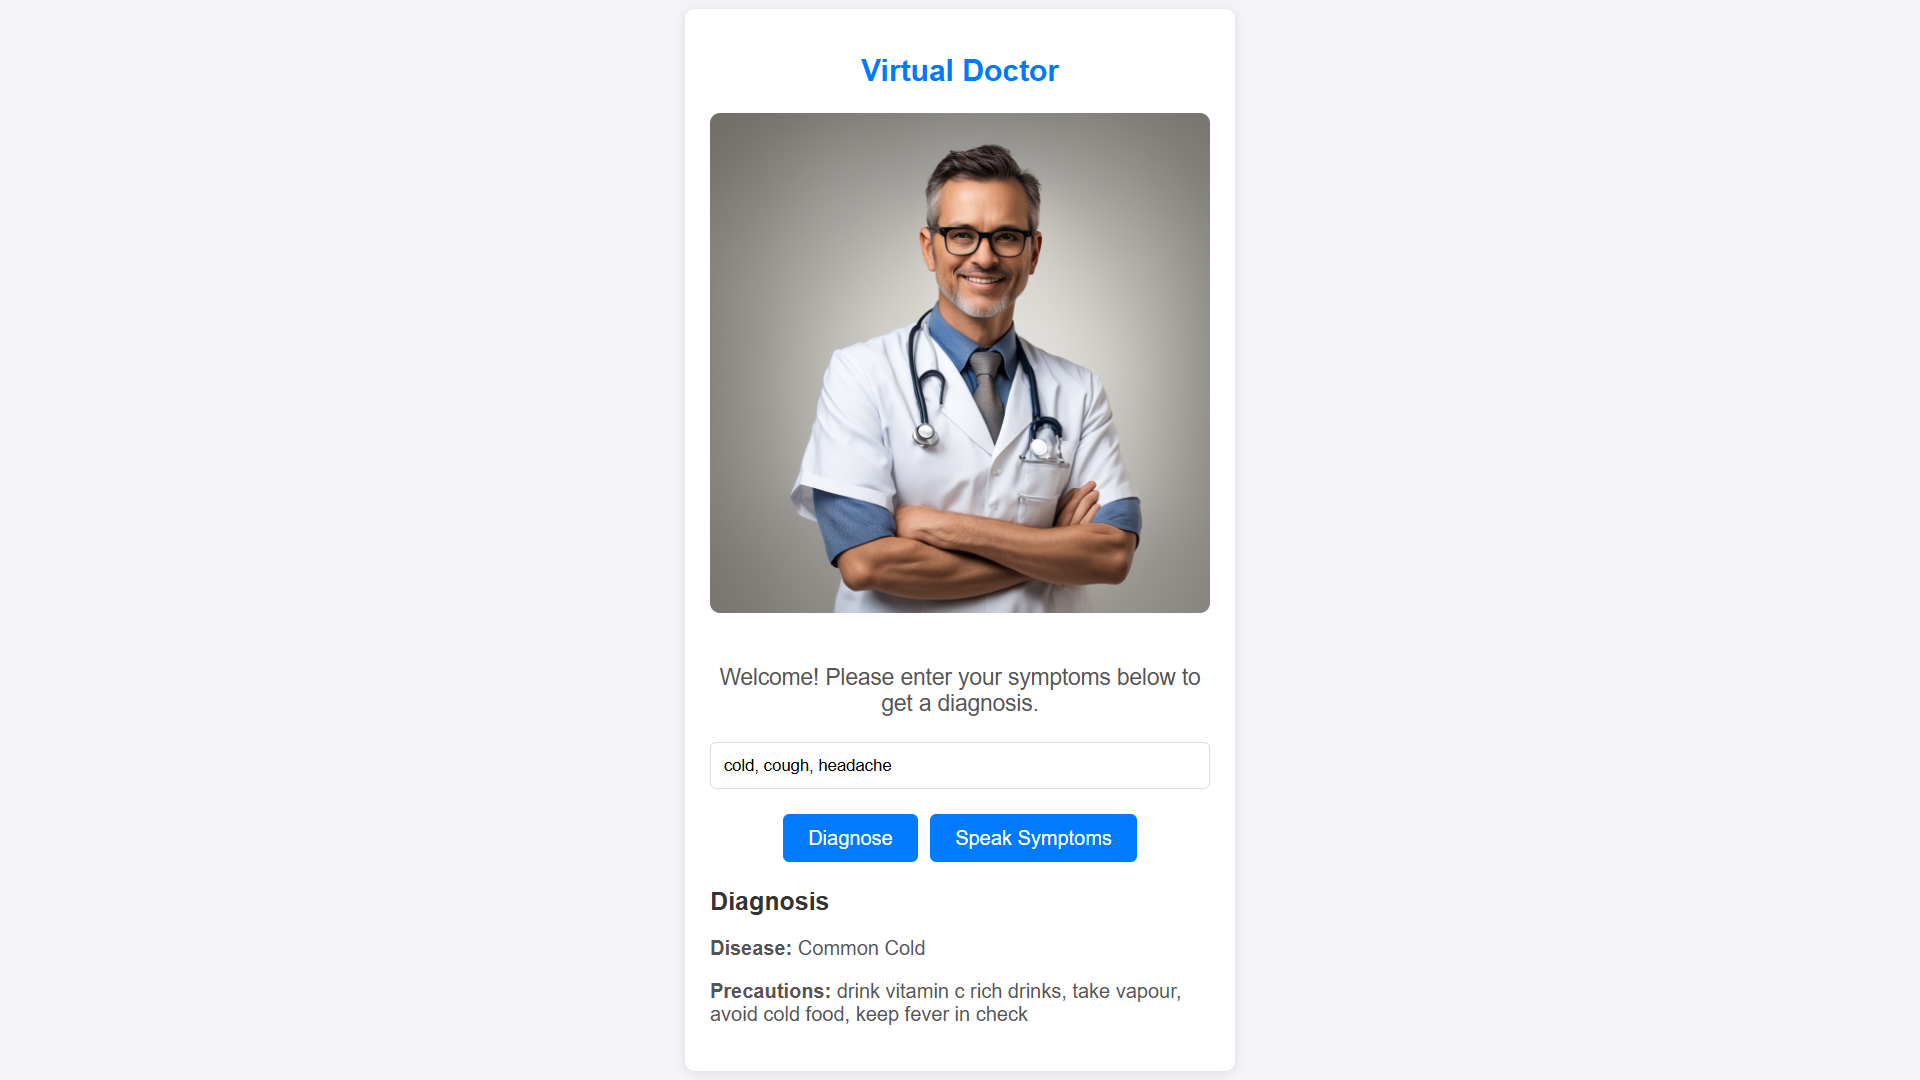 Virtual Doctor
Welcome! Please enter your symptoms below to
get a diagnosis.
cold, cough, headache
Diagnose
Speak Symptoms
Diagnosis
Disease: Common Cold
Precautions: drink vitamin c rich drinks, take vapour,
avoid cold food, keep fever in check